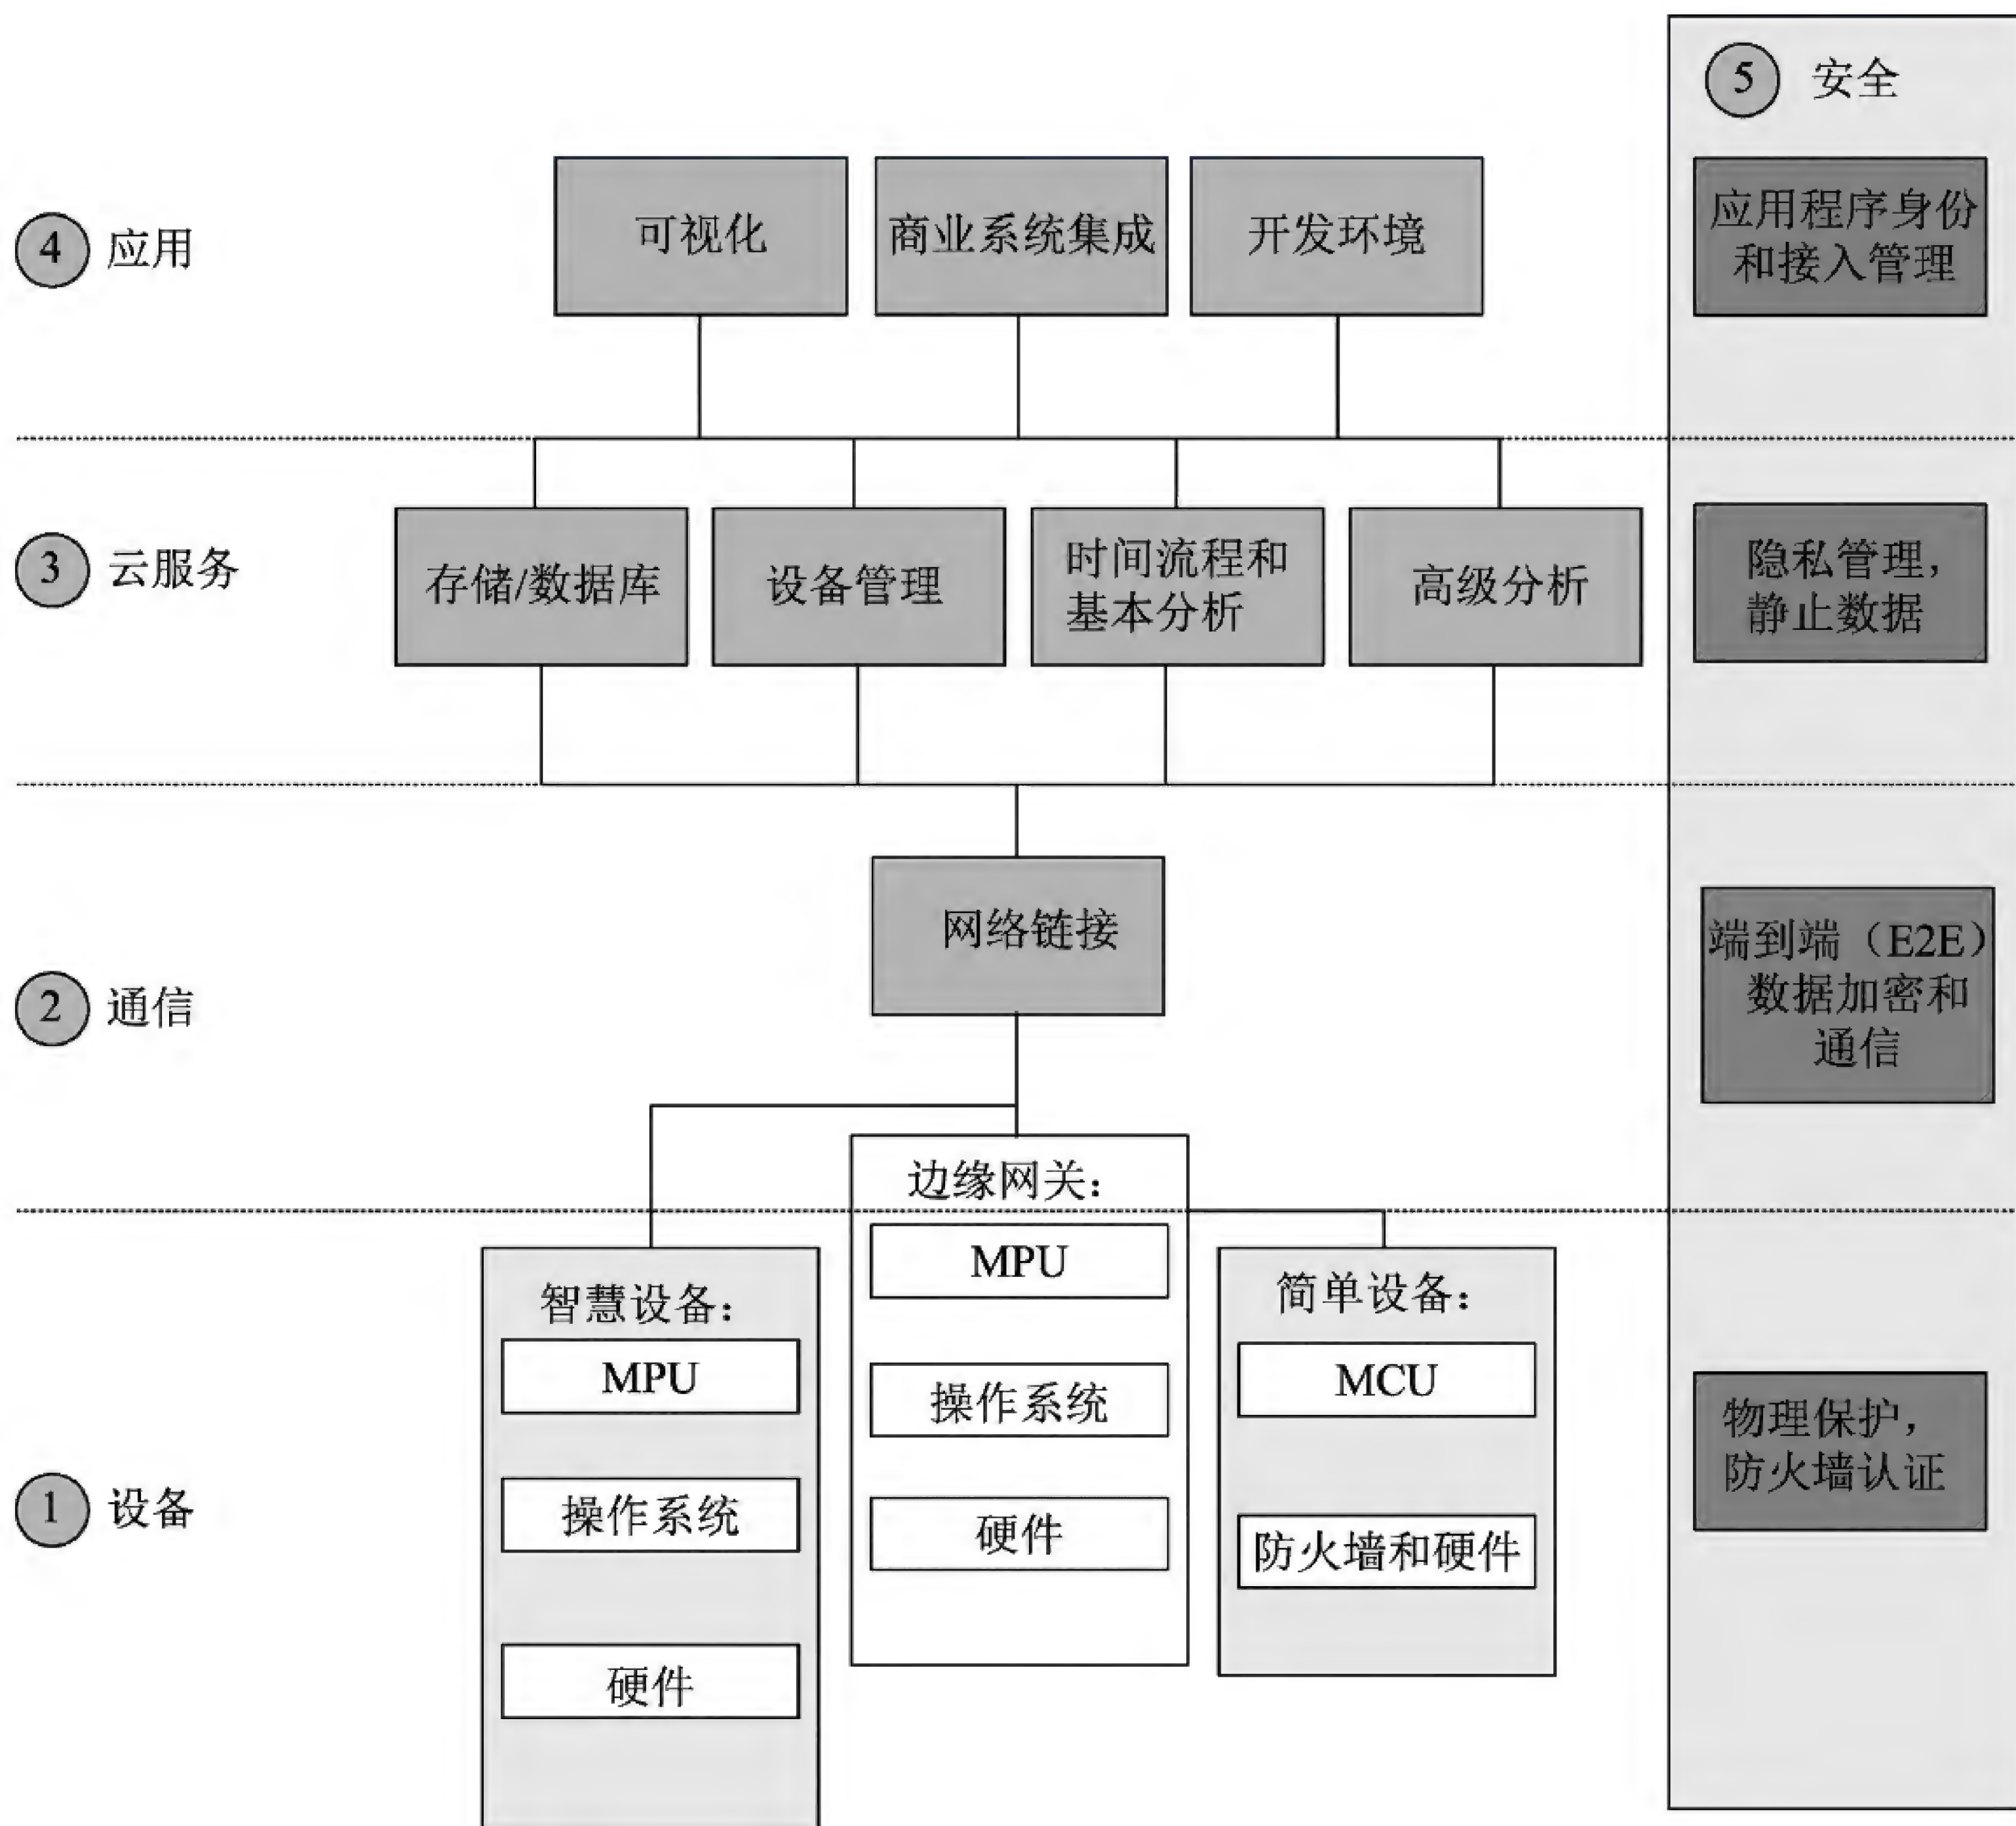 ⑤ 安全
④ 应用
可视化
商业系统集成
开发环境
应用程序身份
和接入管理
③ 云服务
存储/数据库
设备管理
时间流程和
基本分析
高级分析
隐私管理，
静止数据
② 通信
网络链接
端到端（E2E）
数据加密和
通信
① 设备
智慧设备：
MPU
操作系统
硬件
边缘网关：
MPU
操作系统
硬件
简单设备：
MCU
防火墙和硬件
物理保护，
防火墙认证